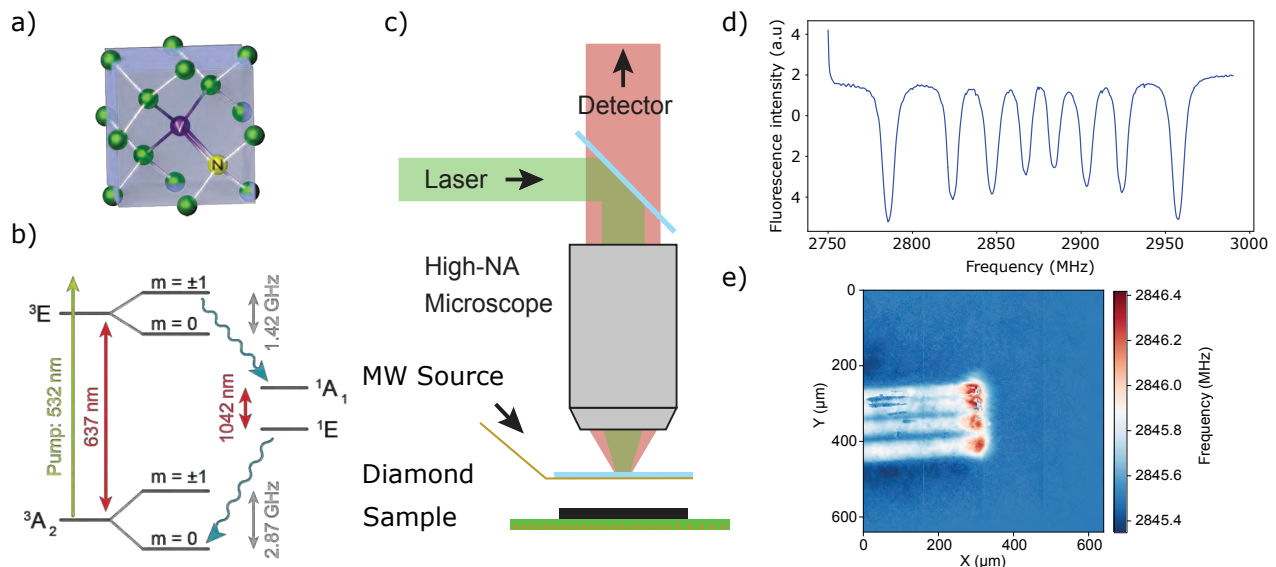 a)
V
N
b)
m = ±1
³E
m = 0
1.42 GHz
Pump: 532 nm
637 nm
1042 nm
¹A₁
¹E
m = ±1
³A₂
m = 0
2.87 GHz
c)
Detector
Laser
High-NA
Microscope
MW Source
Diamond
Sample
d)
Fluorescence intensity (a.u)
4
2
0
2
4
2750
2800
2850
2900
2950
3000
Frequency (MHz)
e)
0
200
400
600
Y (µm)
0
200
400
600
X (µm)
2846.4
2846.2
2846.0
2845.8
2845.6
2845.4
Frequency (MHz)